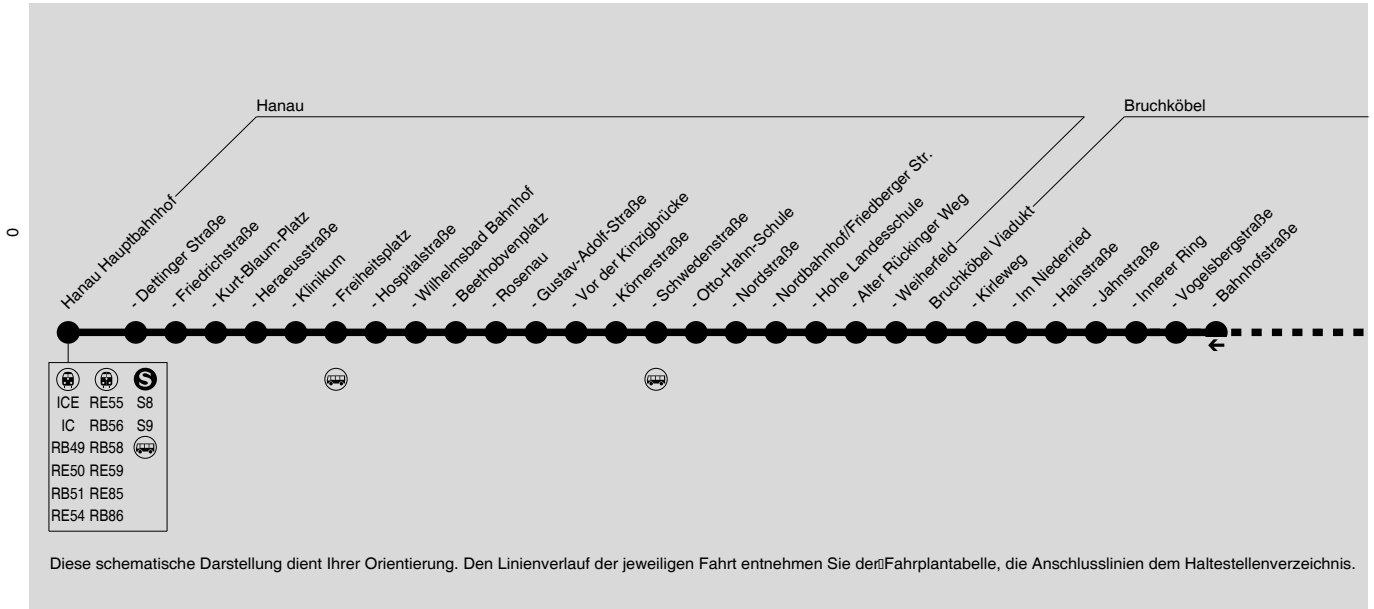 0
Hanau
Bruchköbel
Hanau Hauptbahnhof
- Dettinger Straße
- Friedrichstraße
- Kurt-Blaum-Platz
- Heraeusstraße
- Klinikum
- Freiheitsplatz
- Hospitalstraße
- Wilhelmsbad Bahnhof
- Beethobvenplatz
- Rosenau
- Gustav-Adolf-Straße
- Vor der Kinzigbrücke
- Körnerstraße
- Schwedenstraße
- Otto-Hahn-Schule
- Nordstraße
- Nordtbahnhof/Friedberger Str.
- Hohe Landesschule
- Alter Rückinger Weg
- Weiherfeld
Bruchköbel Viadukt
- Kirleweg
- Im Niederried
- Hainstraße
- Jahnstraße
- Innerer Ring
- Vogelsbergstraße
- Bahnhofstraße
S
ICE RE55 S8
IC RB56 S9
RB49 RB58
RE50 RE59
RB51 RE85
RE54 RB86
Diese schematische Darstellung dient Ihrer Orientierung. Den Linienverlauf der jeweiligen Fahrt entnehmen Sie der▯Fahrplantabelle, die Anschlusslinien dem Haltestellenverzeichnis.